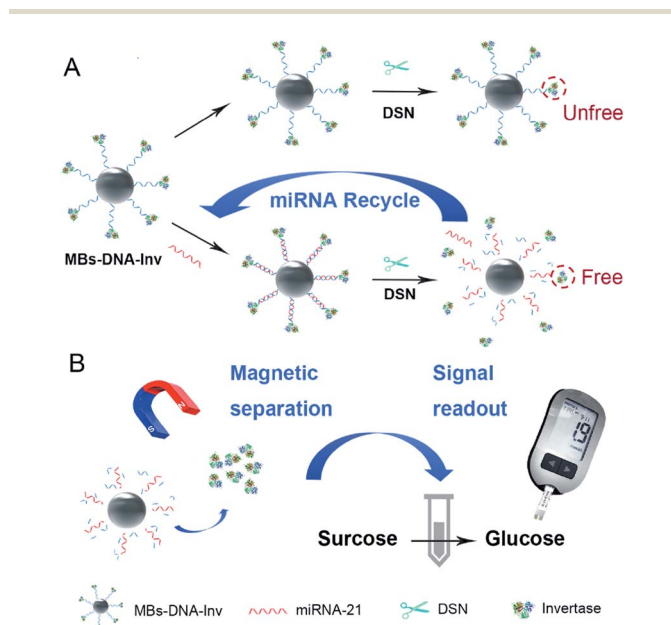 A
DSN
Unfree
miRNA Recycle
MBs-DNA-Inv
DSN
Free
B
Magnetic
separation
Signal
readout
S
Surcose
Glucose
MBs-DNA-Inv
miRNA-21
DSN
Invertase